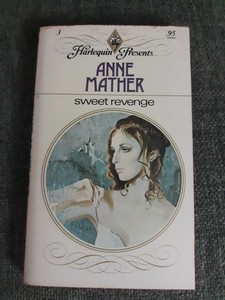 3
Harlequin Presents
95
ANNE
MATHER
sweet revenge